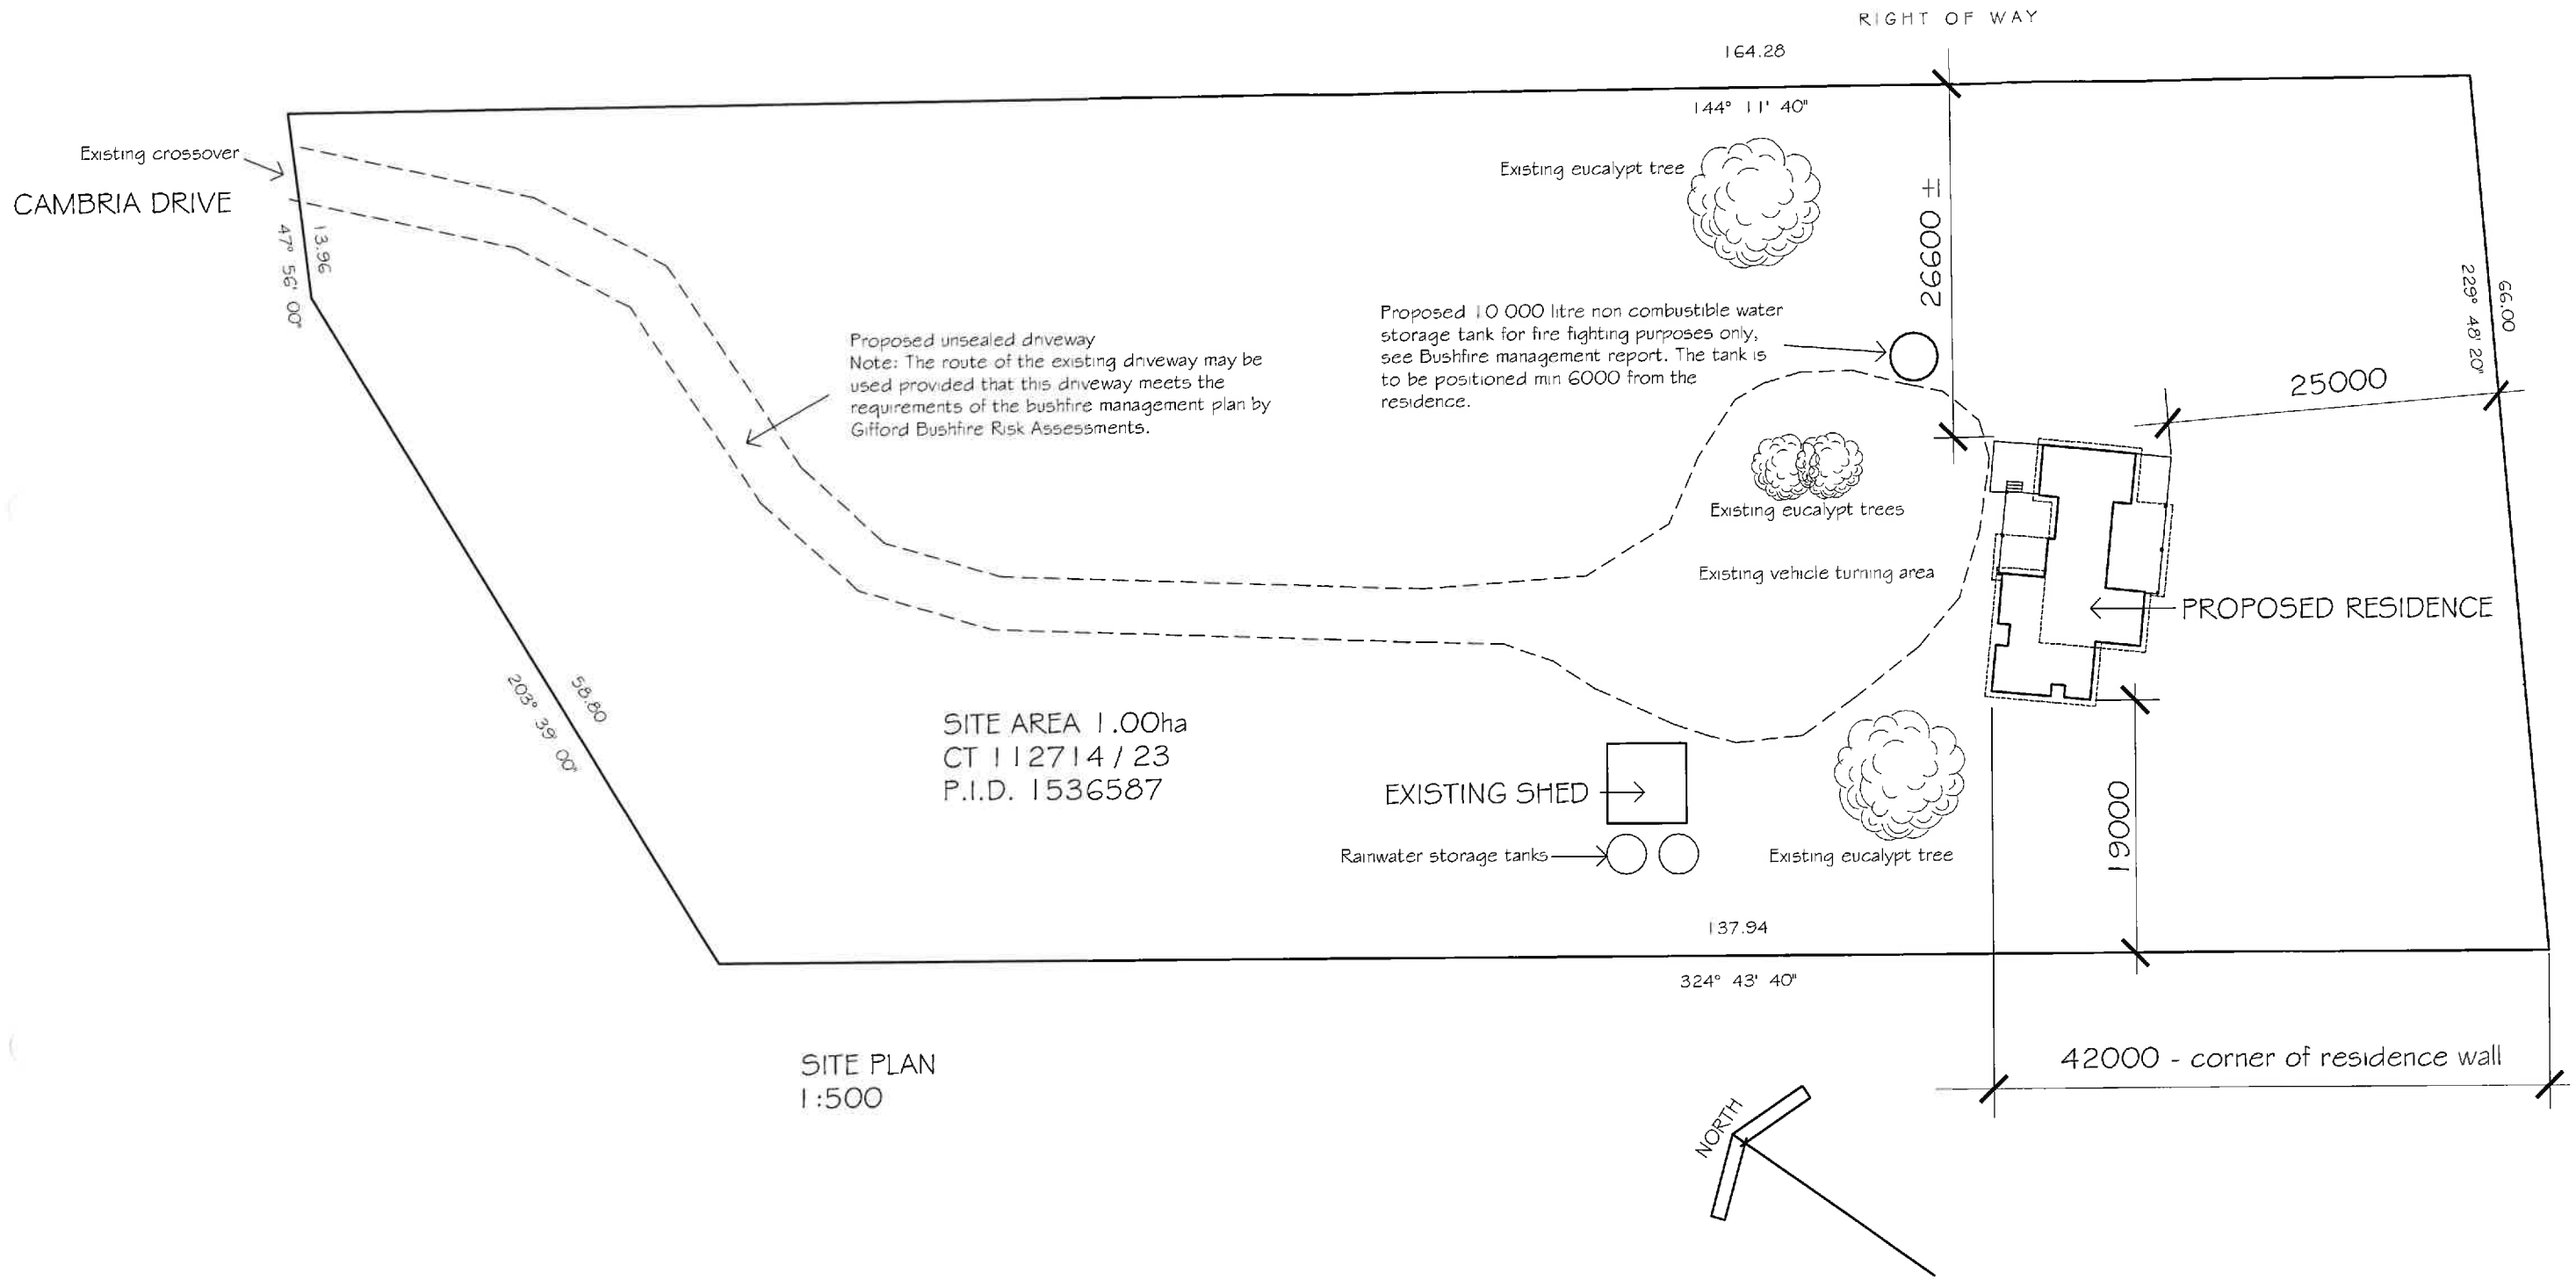 RIGHT OF WAY
164.28
144° 11' 40"
Existing crossover
CAMBRIA DRIVE
13.96
47° 56' 00"
Existing eucalypt tree
26600 ±
Proposed 10 000 litre non combustible water
storage tank for fire fighting purposes only,
see Bushfire management report. The tank is
to be positioned min 6000 from the
residence.
Proposed unsealed driveway
Note: The route of the existing driveway may be
used provided that this driveway meets the
requirements of the bushfire management plan by
Gifford Bushfire Risk Assessments.
66.00
229° 48' 20"
25000
Existing eucalypt trees
Existing vehicle turning area
PROPOSED RESIDENCE
58.80
203° 39' 00"
SITE AREA 1.00ha
CT 112714 / 23
P.I.D. 1536587
EXISTING SHED
Rainwater storage tanks
Existing eucalypt tree
19000
137.94
324° 43' 40"
42000 - corner of residence wall
SITE PLAN
1:500
NORTH